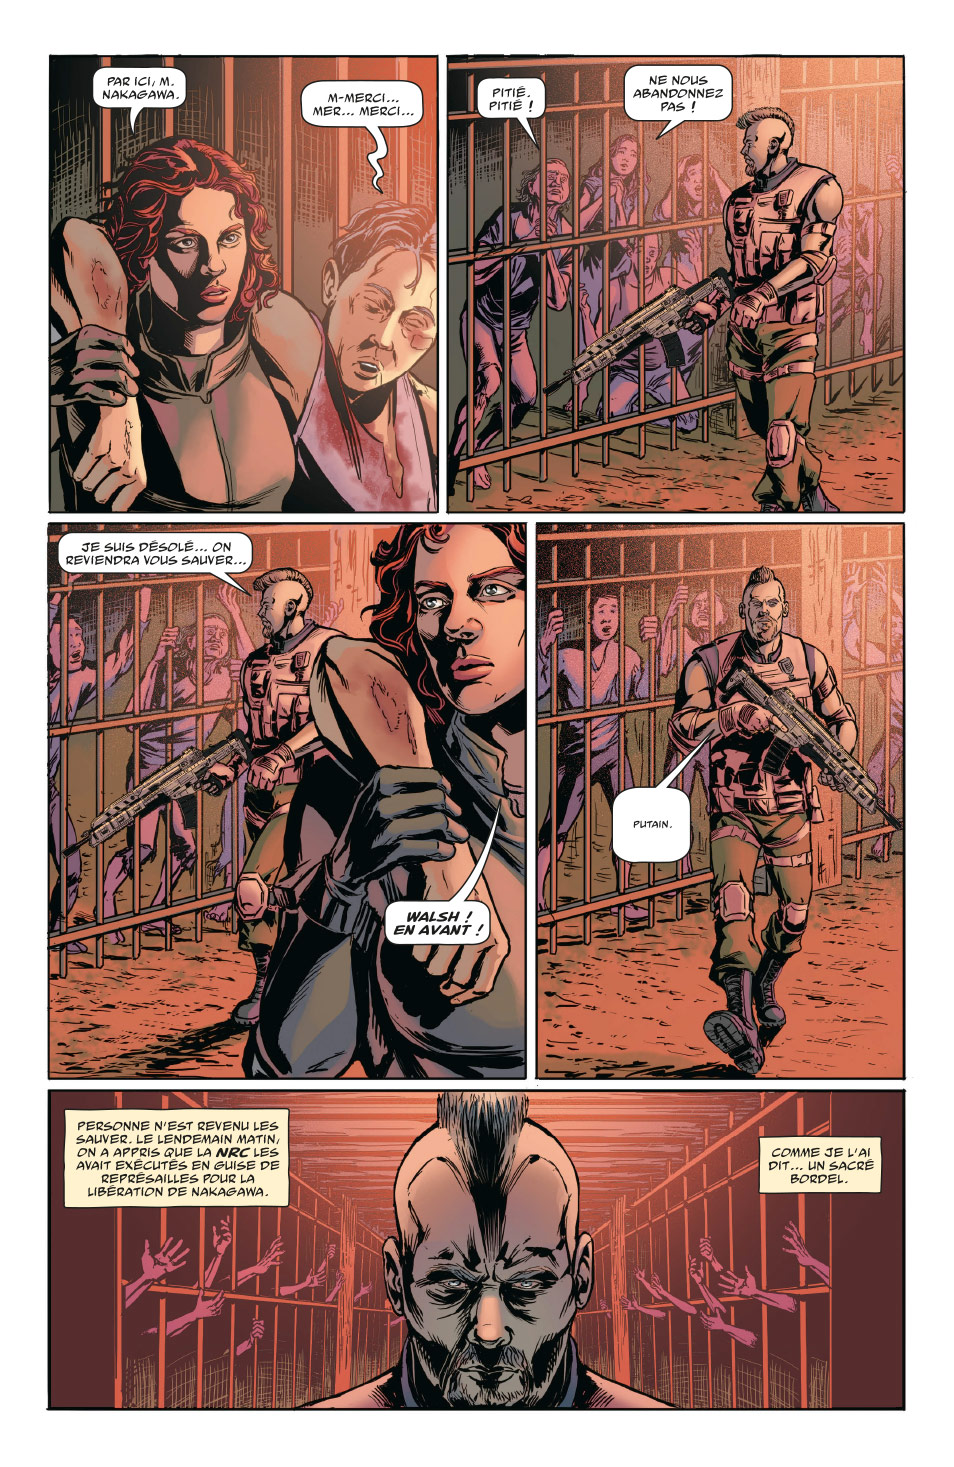 PAR ICI, M.
NAKAGAWA.
M-MERCI...
MER... MERCI...
PITIÉ.
PITIÉ !
NE NOUS
ABANDONNEZ
PAS !
JE SUIS DÉSOLÉ... ON
REVIENDRA VOUS SAUVER...
WALSH !
EN AVANT !
PUTAIN.
PERSONNE N'EST REVENU LES
SAUVER. LE LENDEMAIN MATIN,
ON A APPRIS QUE LA NRC LES
AVAIT EXÉCUTÉS EN GUISE DE
REPRÉSAILLES POUR LA
LIBÉRATION DE NAKAGAWA.
COMME JE L'AI
DIT... UN SACRÉ
BORDEL.